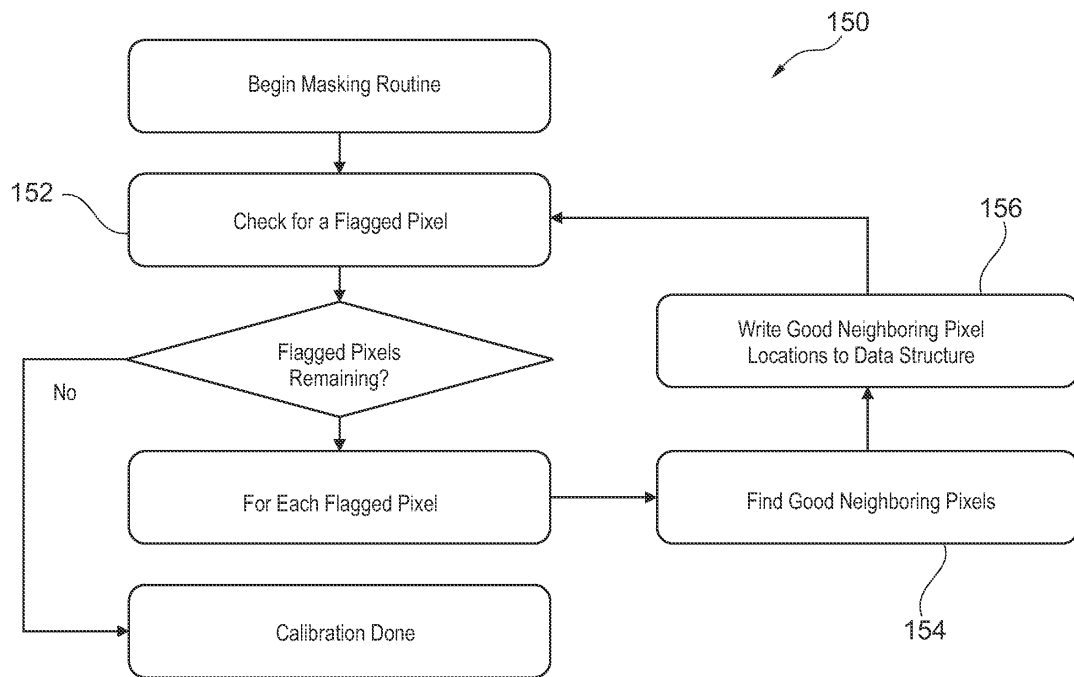 150
Begin Masking Routine
152
Check for a Flagged Pixel
156
Flagged Pixels
Remaining?
Write Good Neighboring Pixel
Locations to Data Structure
No
For Each Flagged Pixel
Find Good Neighboring Pixels
154
Calibration Done